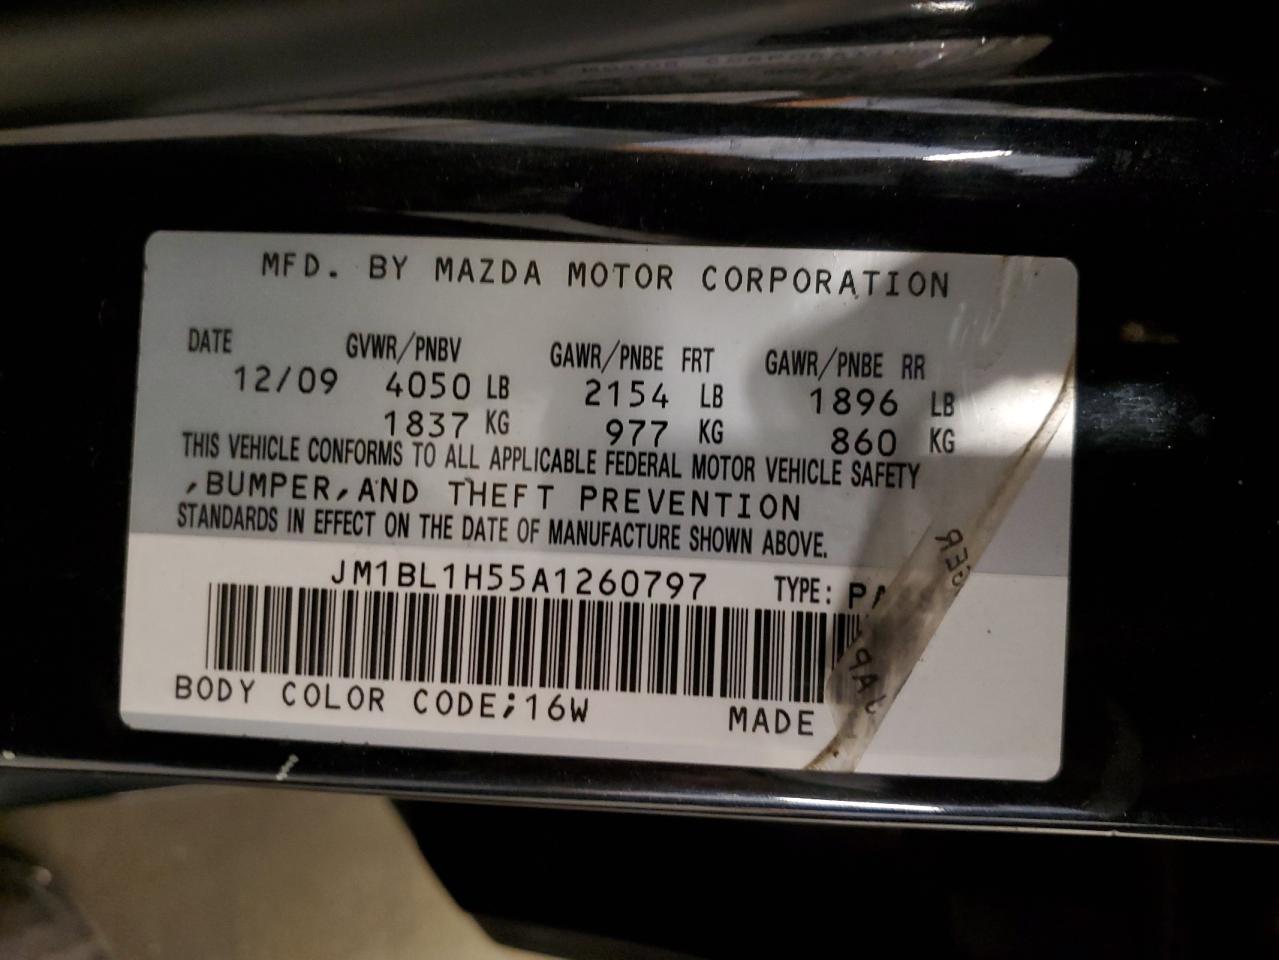 MFD. BY MAZDA MOTOR CORPORATION
DATE GVWR/PNBV GAWR/PNBE FRT GAWR/PNBE RR
12/09 4050 LB 2154 LB 1896 LB
1837 KG 977 KG 860 KG
THIS VEHICLE CONFORMS TO ALL APPLICABLE FEDERAL MOTOR VEHICLE SAFETY
,BUMPER,AND THEFT PREVENTION
STANDARDS IN EFFECT ON THE DATE OF MANUFACTURE SHOWN ABOVE.
JM1BL1H55A1260797 TYPE:
BODY COLOR CODE;16W MADE